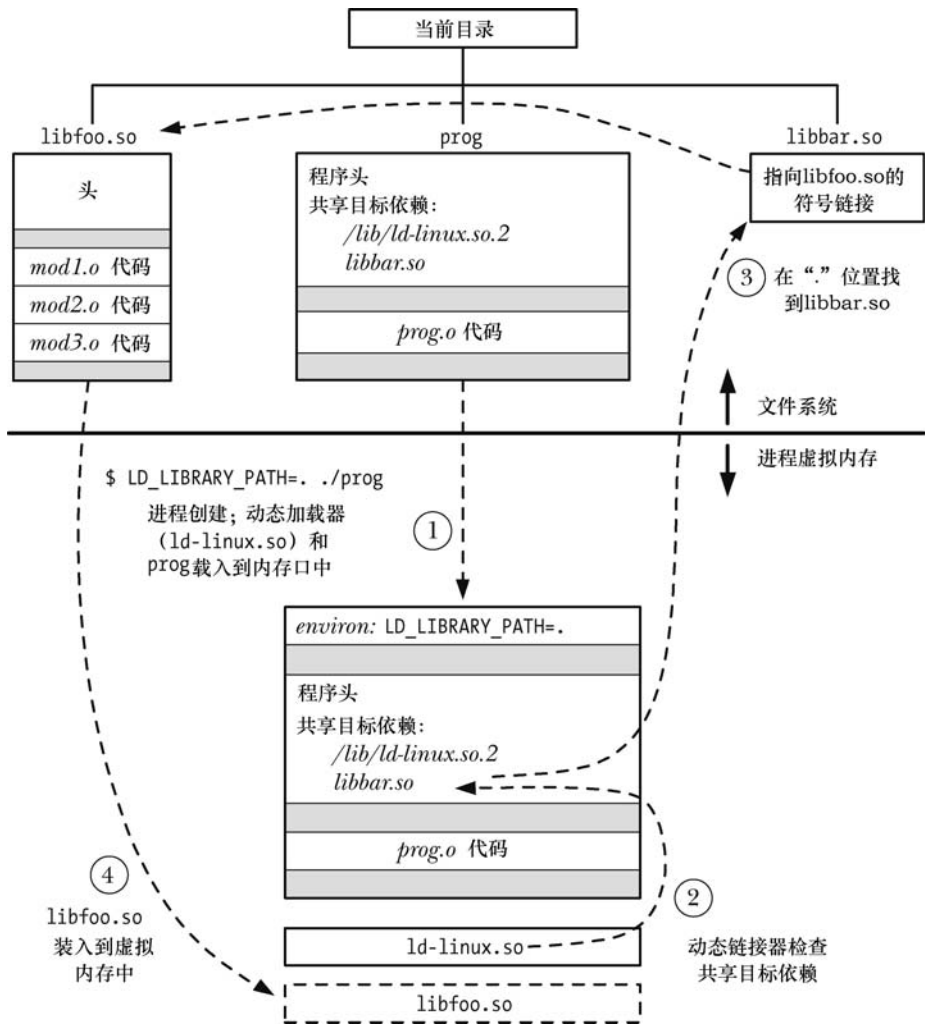 当前目录
libfoo.so
prog
libbar.so
头
mod1.o 代码
mod2.o 代码
mod3.o 代码
程序头
共享目标依赖：
/lib/ld-linux.so.2
libbar.so
prog.o 代码
指向libfoo.so的
符号链接
③ 在“.”位置找
到libbar.so
文件系统
进程虚拟内存
$ LD_LIBRARY_PATH=. ./prog
进程创建；动态加载器
（ld-linux.so）和
prog载入到内存口中
①
environ: LD_LIBRARY_PATH=.
程序头
共享目标依赖：
/lib/ld-linux.so.2
libbar.so
prog.o 代码
④
libfoo.so
装入到虚拟
内存中
②
动态链接器检查
共享目标依赖
ld-linux.so
libfoo.so